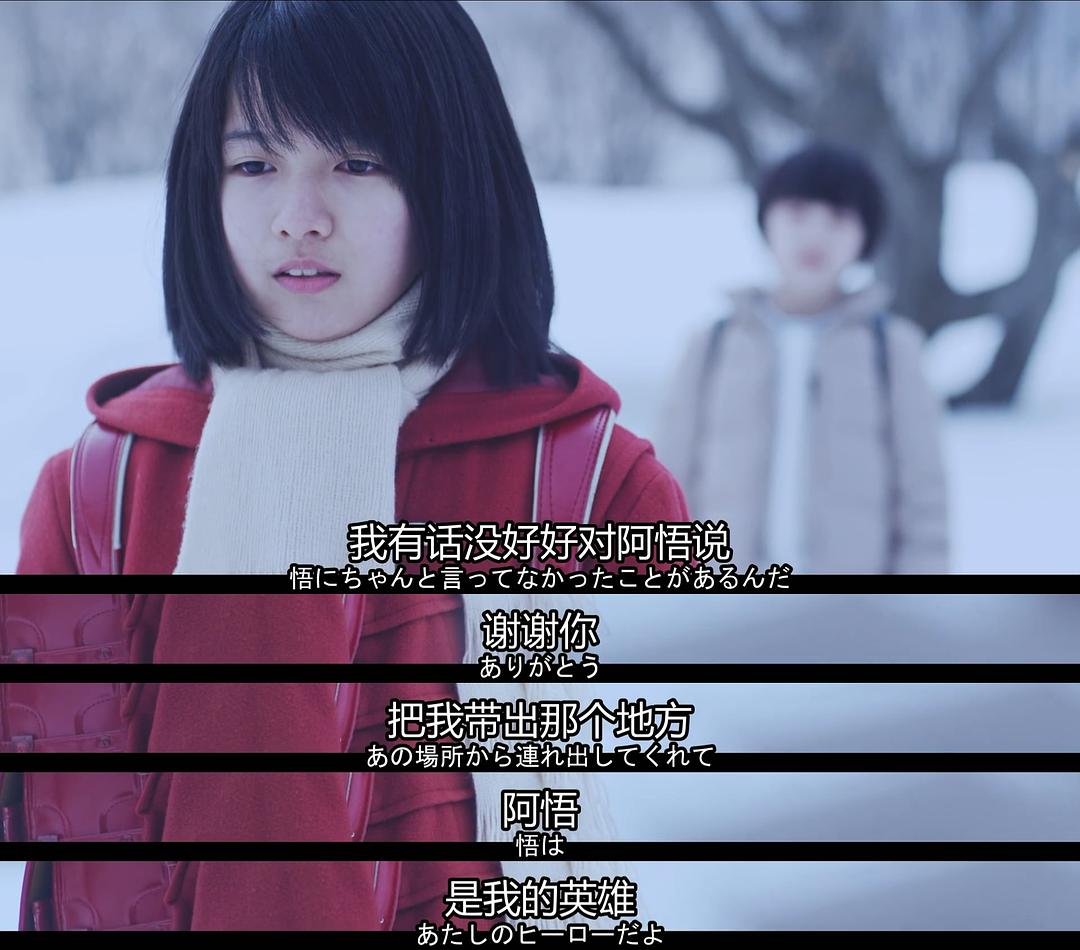 我有话没好好对阿悟说
悟にちゃんと言ってなかったことがあるんだ
谢谢你
ありがとう
把我带出那个地方
あの場所から連れ出してくれて
阿悟
悟は
是我的英雄
あたしのヒーローだよ